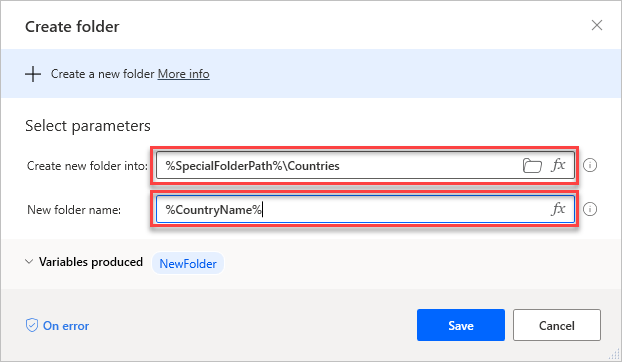 Create folder
Create a new folder More info
Select parameters
Create new folder into: %SpecialFolderPath%\Countries fx
New folder name: %CountryName% fx
Variables produced NewFolder
On error Save Cancel